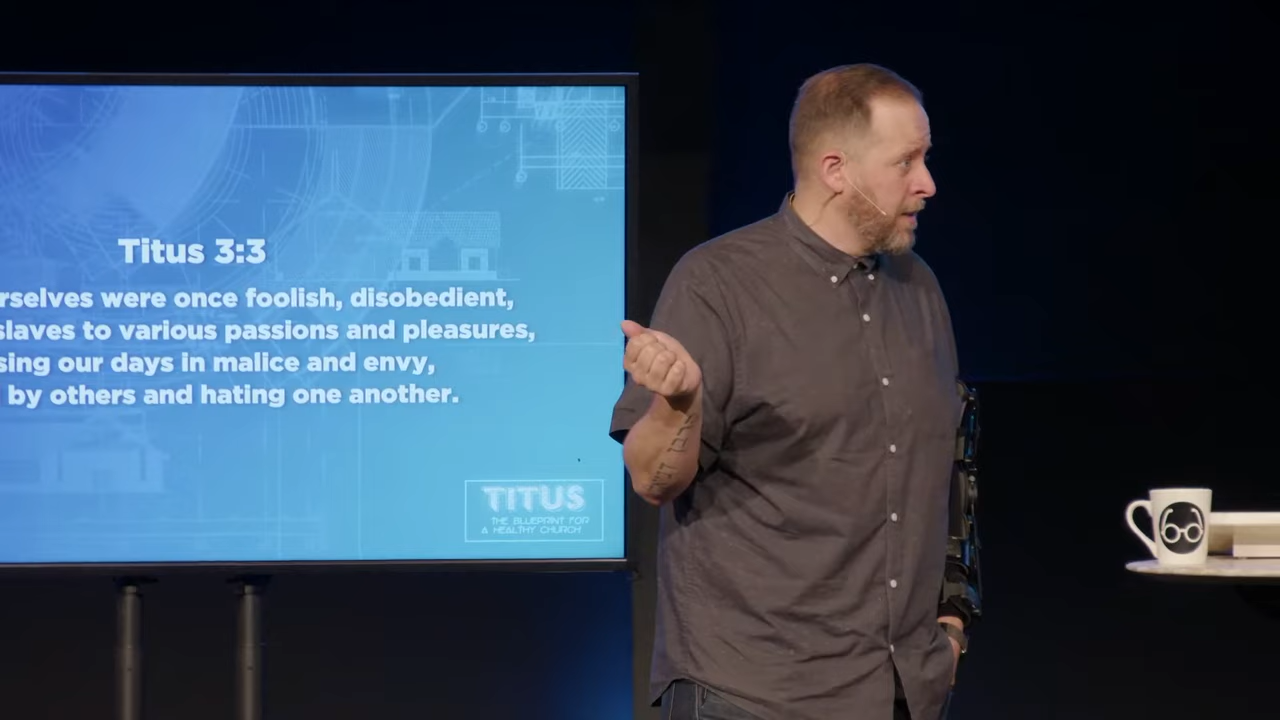 Titus 3:3
rselves were once foolish, disobedient,
slaves to various passions and pleasures,
sing our days in malice and envy,
by others and hating one another.
TITUS
THE BLUEPRINT FOR
A HEALTHY CHURCH